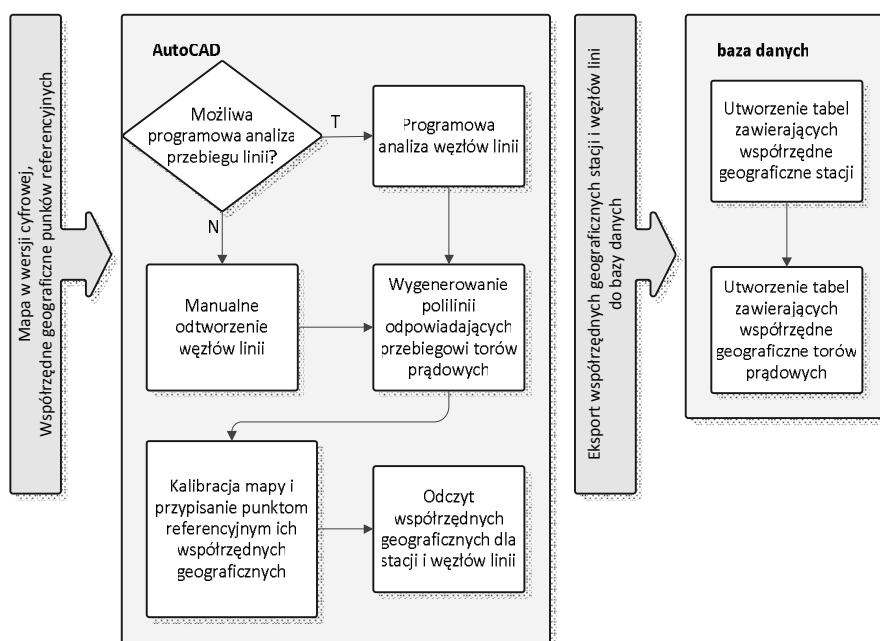 Mapa w wersji cyfrowej,
Współrzędne geograficzne punków referencyjnych
AutoCAD
Możliwa
programowa analiza
przebiegu linii?
T
N
Programowa
analiza węzłów linii
Manualne
odtworzenie
węzłów linii
Wygenerowanie
polilinii
odpowiadających
przebiegowi torów
prądowych
Kalibracja mapy i
przypisanie punktom
referencyjnym ich
współrzędnych
geograficznych
Odczyt
współrzędnych
geograficznych dla
stacji i węzłów linii
Eksport współrzędnych geograficznych stacji i węzłów lini
do bazy danych
baza danych
Utworzenie tabel
zawierających
współrzędne
geograficzne stacji
Utworzenie tabel
zawierających
współrzędne
geograficzne torów
prądowych